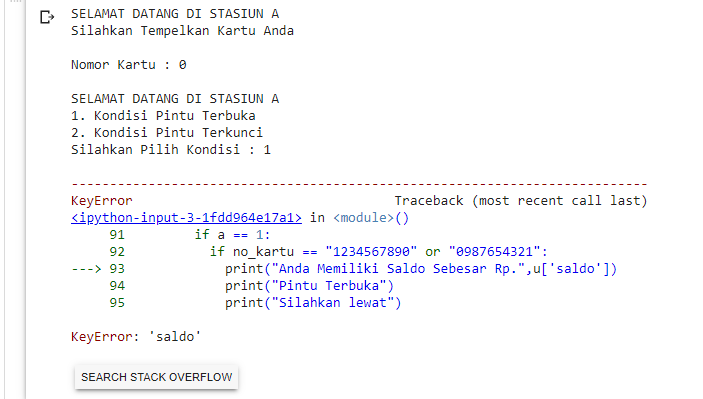 SELAMAT DATANG DI STASIUN A
Silahkan Tempelkan Kartu Anda
Nomor Kartu : 0
SELAMAT DATANG DI STASIUN A
1. Kondisi Pintu Terbuka
2. Kondisi Pintu Terkunci
Silahkan Pilih Kondisi : 1
---------------------------------------------------------------------------
KeyError                                  Traceback (most recent call last)
<ipython-input-3-1fdd964e17a1> in <module>()
     91         if a == 1:
     92           if no_kartu == "1234567890" or "0987654321":
---> 93             print("Anda Memiliki Saldo Sebesar Rp.",u['saldo'])
     94             print("Pintu Terbuka")
     95             print("Silahkan lewat")
KeyError: 'saldo'
SEARCH STACK OVERFLOW